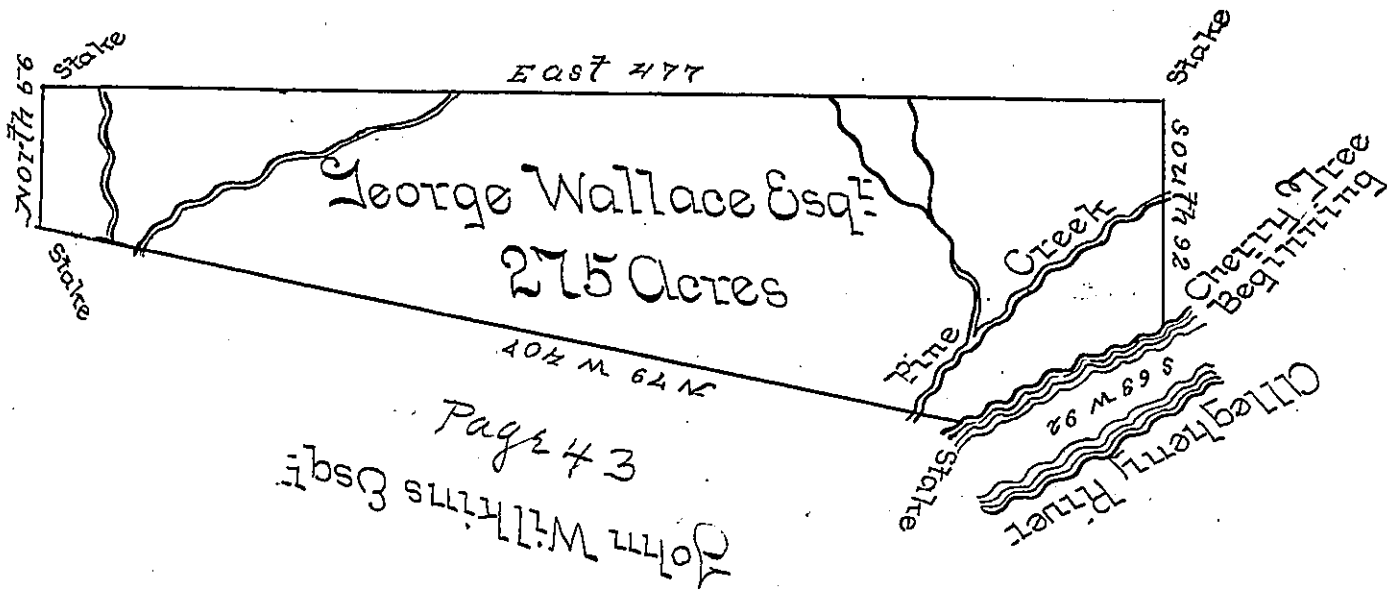 Stake
East 477
Stake
North 56
South 92
George Wallace Esqr
275 Acres
Creek
Pine
Cherry Tree
Beginning
Stake
N 79 W 407
S 68 W 92
Allegheny River
Stake
Page 43
John Wilkins Esqr